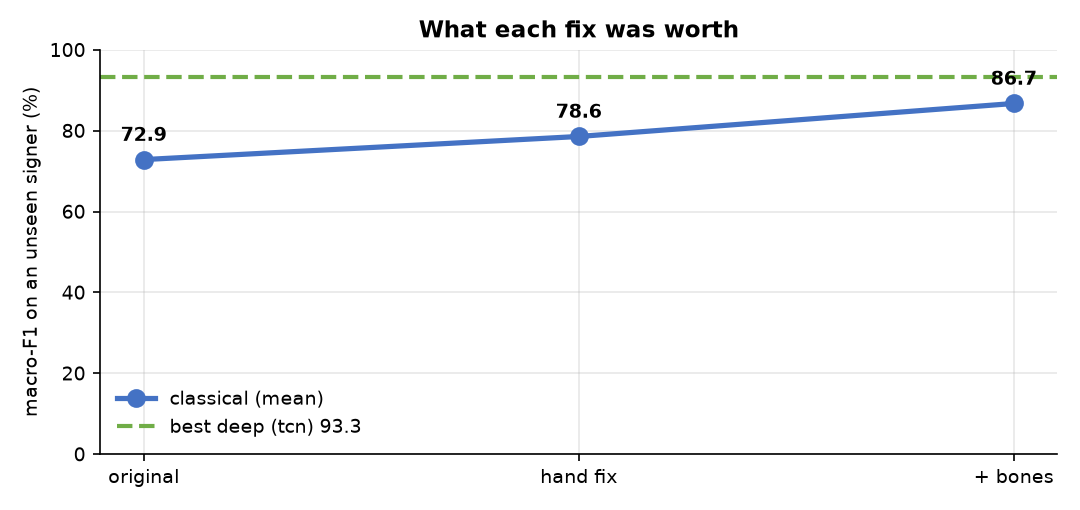 What each fix was worth
macro-F1 on an unseen signer (%)
100
80
60
40
20
0
72.9
78.6
86.7
classical (mean)
best deep (tcn) 93.3
original
hand fix
+ bones